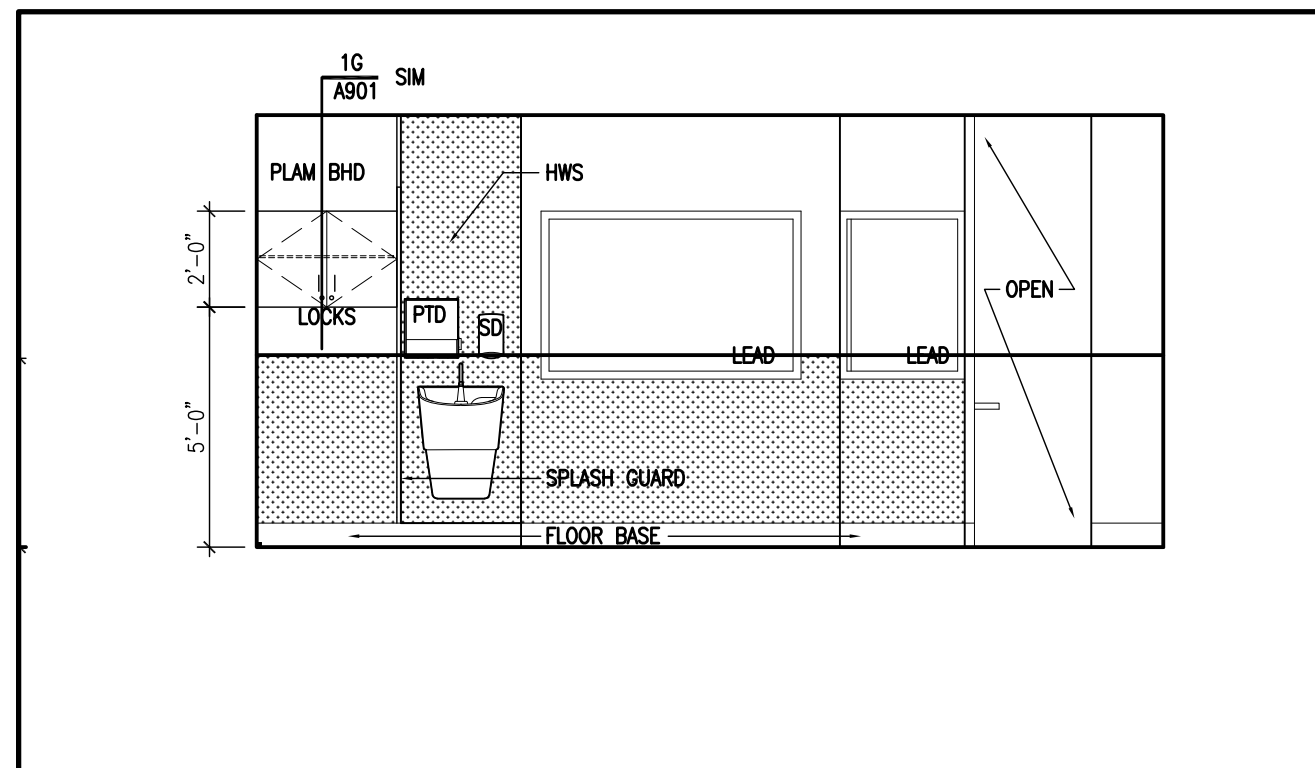 1G
A901 SIM
PLAM BHD
HWS
2'-0"
OPEN
LOCKS
PTD
SD
LEAD
LEAD
5'-0"
SPLASH GUARD
FLOOR BASE